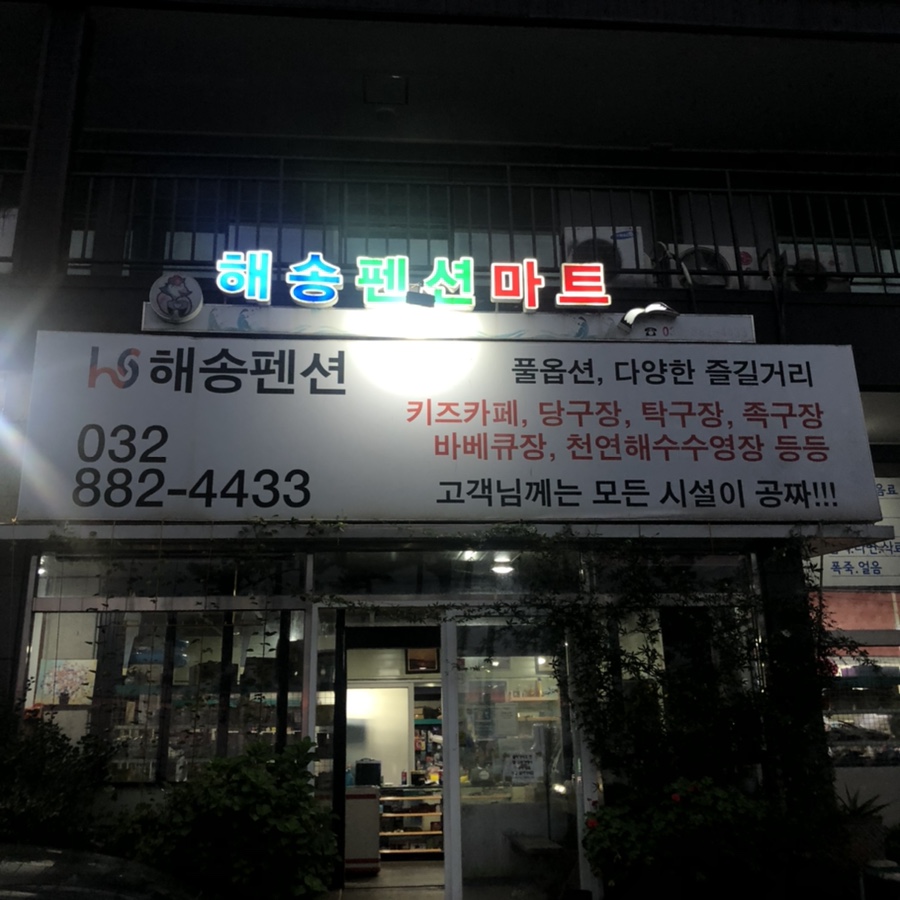 해송펜션마트
해송펜션
032
882-4433
풀옵션, 다양한 즐길거리
키즈카페, 당구장, 탁구장, 족구장
바베큐장, 천연해수수영장 등등
고객님께는 모든 시설이 공짜!!!
폭죽.얼음